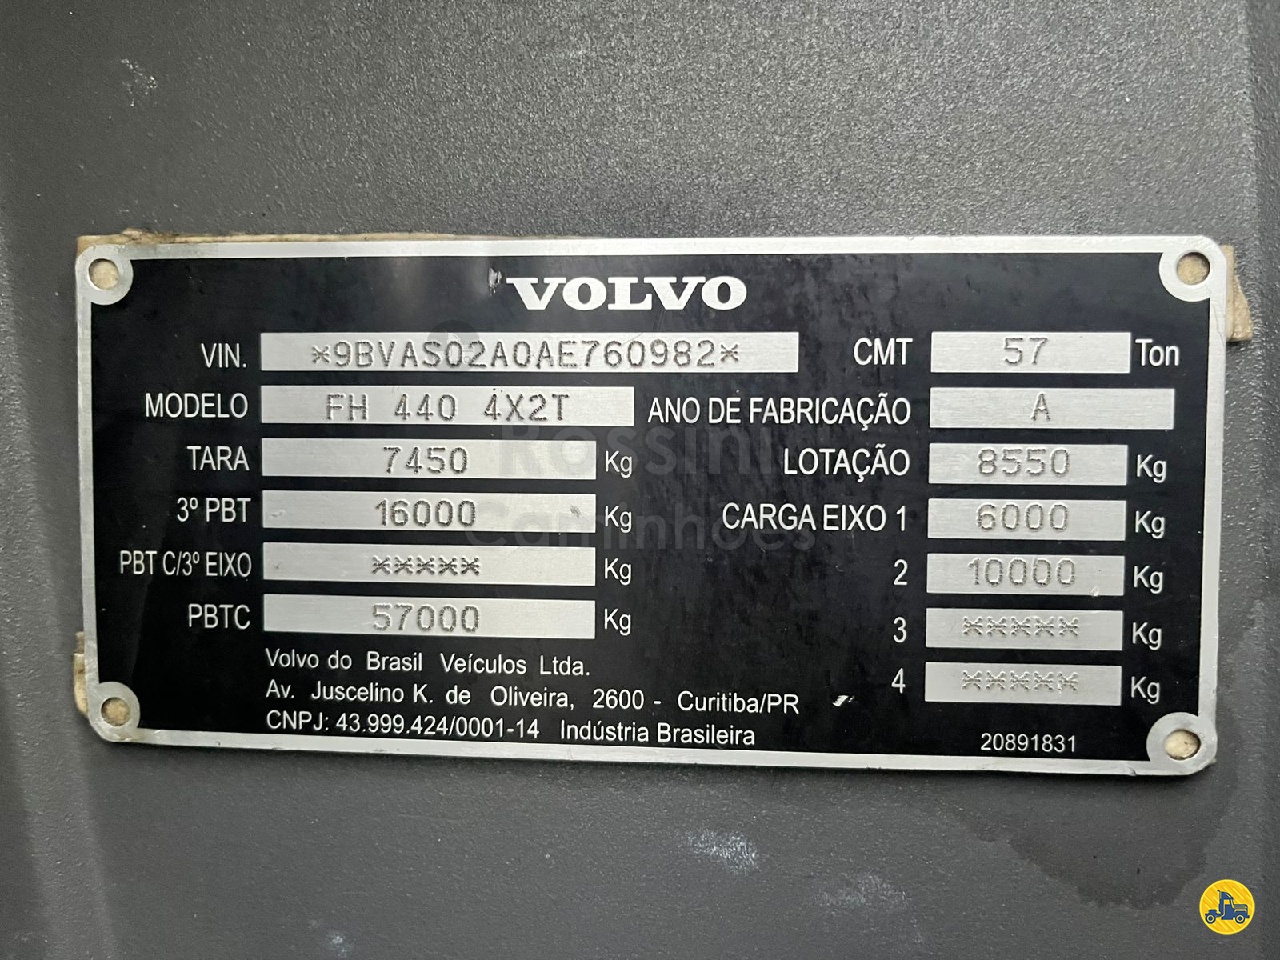 VOLVO
VIN. *9BVAS02A0AE760982* CMT 57 Ton
MODELO FH 440 4X2T ANO DE FABRICAÇÃO A
TARA 7450 Kg LOTAÇÃO 8550 Kg
3º PBT 16000 Kg CARGA EIXO 1 6000 Kg
PBT C/3º EIXO ***** Kg 2 10000 Kg
PBTC 57000 Kg 3 ***** Kg
4 ***** Kg
Volvo do Brasil Veículos Ltda.
Av. Juscelino K. de Oliveira, 2600 - Curitiba/PR
CNPJ: 43.999.424/0001-14 Indústria Brasileira
20891831
Rossini
Caminhões